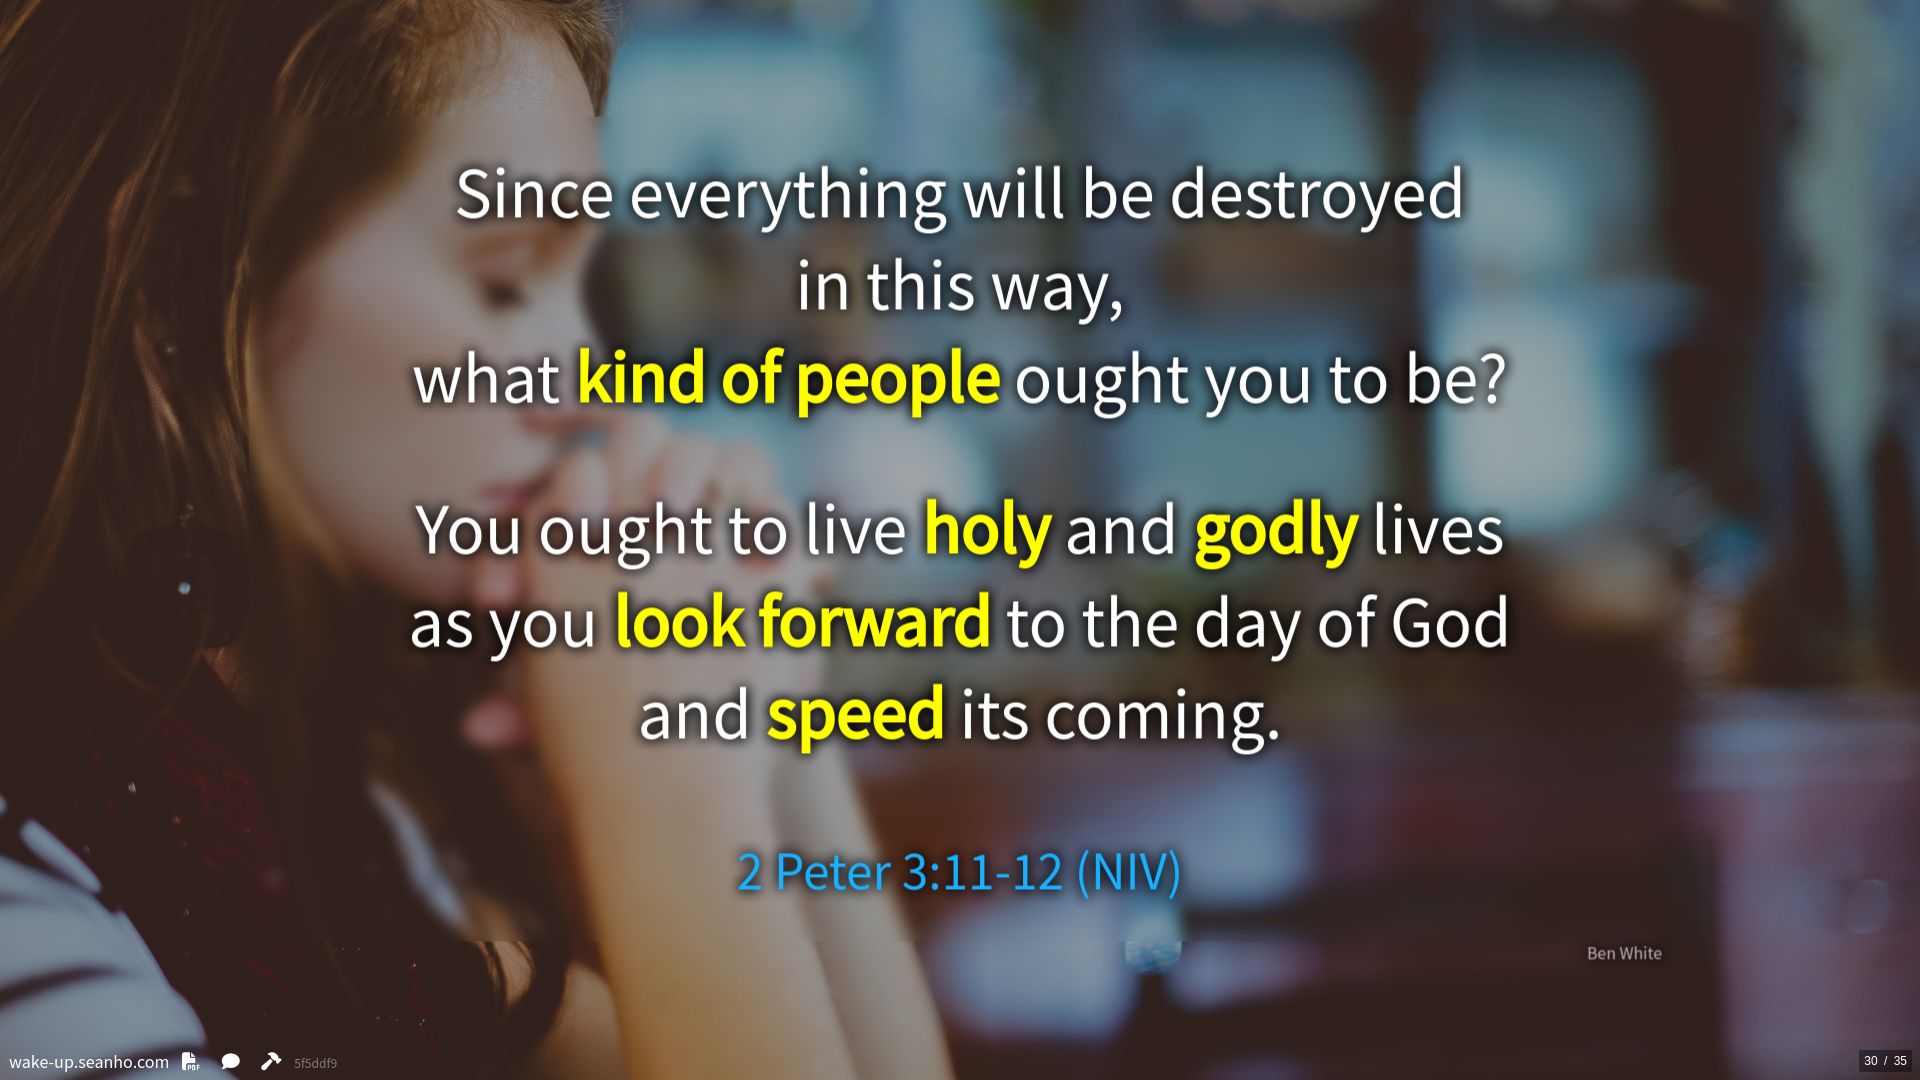 Since everything will be destroyed
in this way,
what kind of people ought you to be?
You ought to live holy and godly lives
as you look forward to the day of God
and speed its coming.
2 Peter 3:11-12 (NIV)
Ben White
wake-up.seanho.com PDF 5f5ddf9
30 / 35